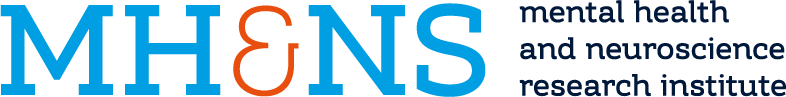 MH&NS
mental health
and neuroscience
research institute